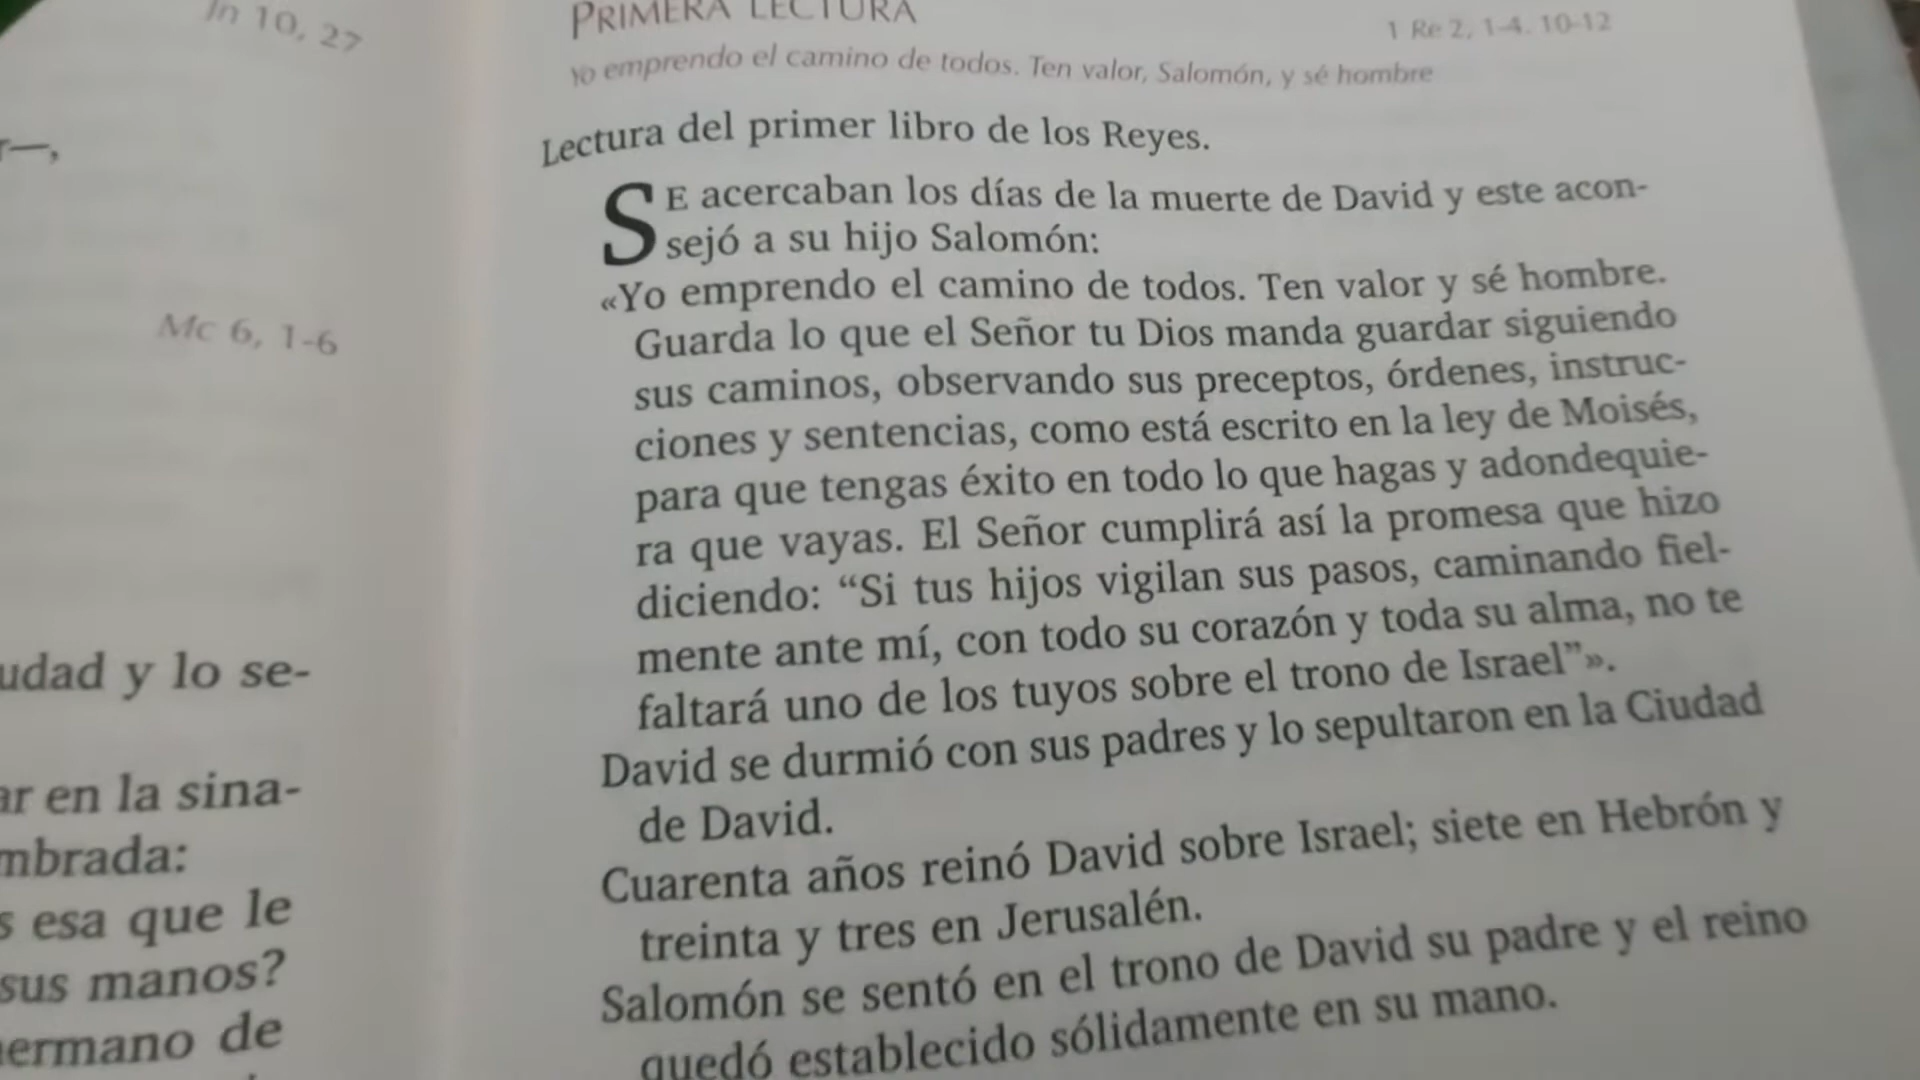 Jn 10, 27
Mc 6, 1-6
udad y lo se-
ar en la sina-
mbrada:
s esa que le
sus manos?
ermano de
PRIMERA LECTURA
1 Re 2, 1-4. 10-12
Yo emprendo el camino de todos. Ten valor, Salomón, y sé hombre
Lectura del primer libro de los Reyes.
SE acercaban los días de la muerte de David y este acon-
sejó a su hijo Salomón:
«Yo emprendo el camino de todos. Ten valor y sé hombre.
Guarda lo que el Señor tu Dios manda guardar siguiendo
sus caminos, observando sus preceptos, órdenes, instruc-
ciones y sentencias, como está escrito en la ley de Moisés,
para que tengas éxito en todo lo que hagas y adondequie-
ra que vayas. El Señor cumplirá así la promesa que hizo
diciendo: “Si tus hijos vigilan sus pasos, caminando fiel-
mente ante mí, con todo su corazón y toda su alma, no te
faltará uno de los tuyos sobre el trono de Israel”».
David se durmió con sus padres y lo sepultaron en la Ciudad
de David.
Cuarenta años reinó David sobre Israel; siete en Hebrón y
treinta y tres en Jerusalén.
Salomón se sentó en el trono de David su padre y el reino
quedó establecido sólidamente en su mano.